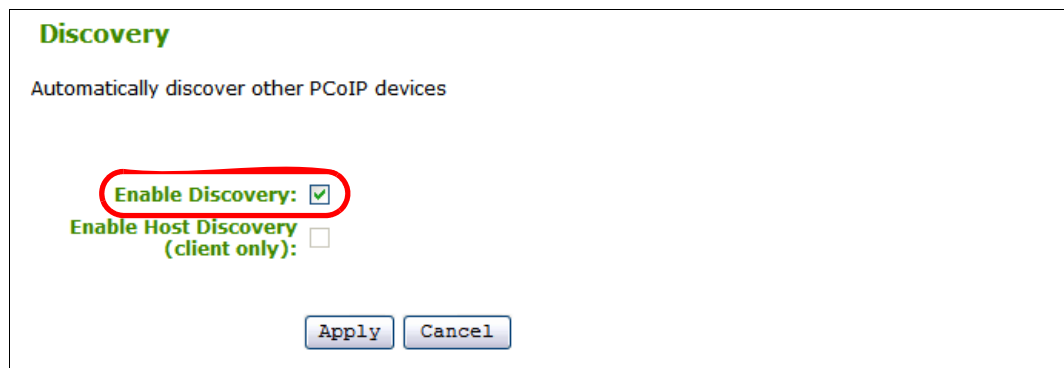 Discovery
Automatically discover other PCoIP devices
Enable Discovery:
Enable Host Discovery
(client only):
Apply Cancel